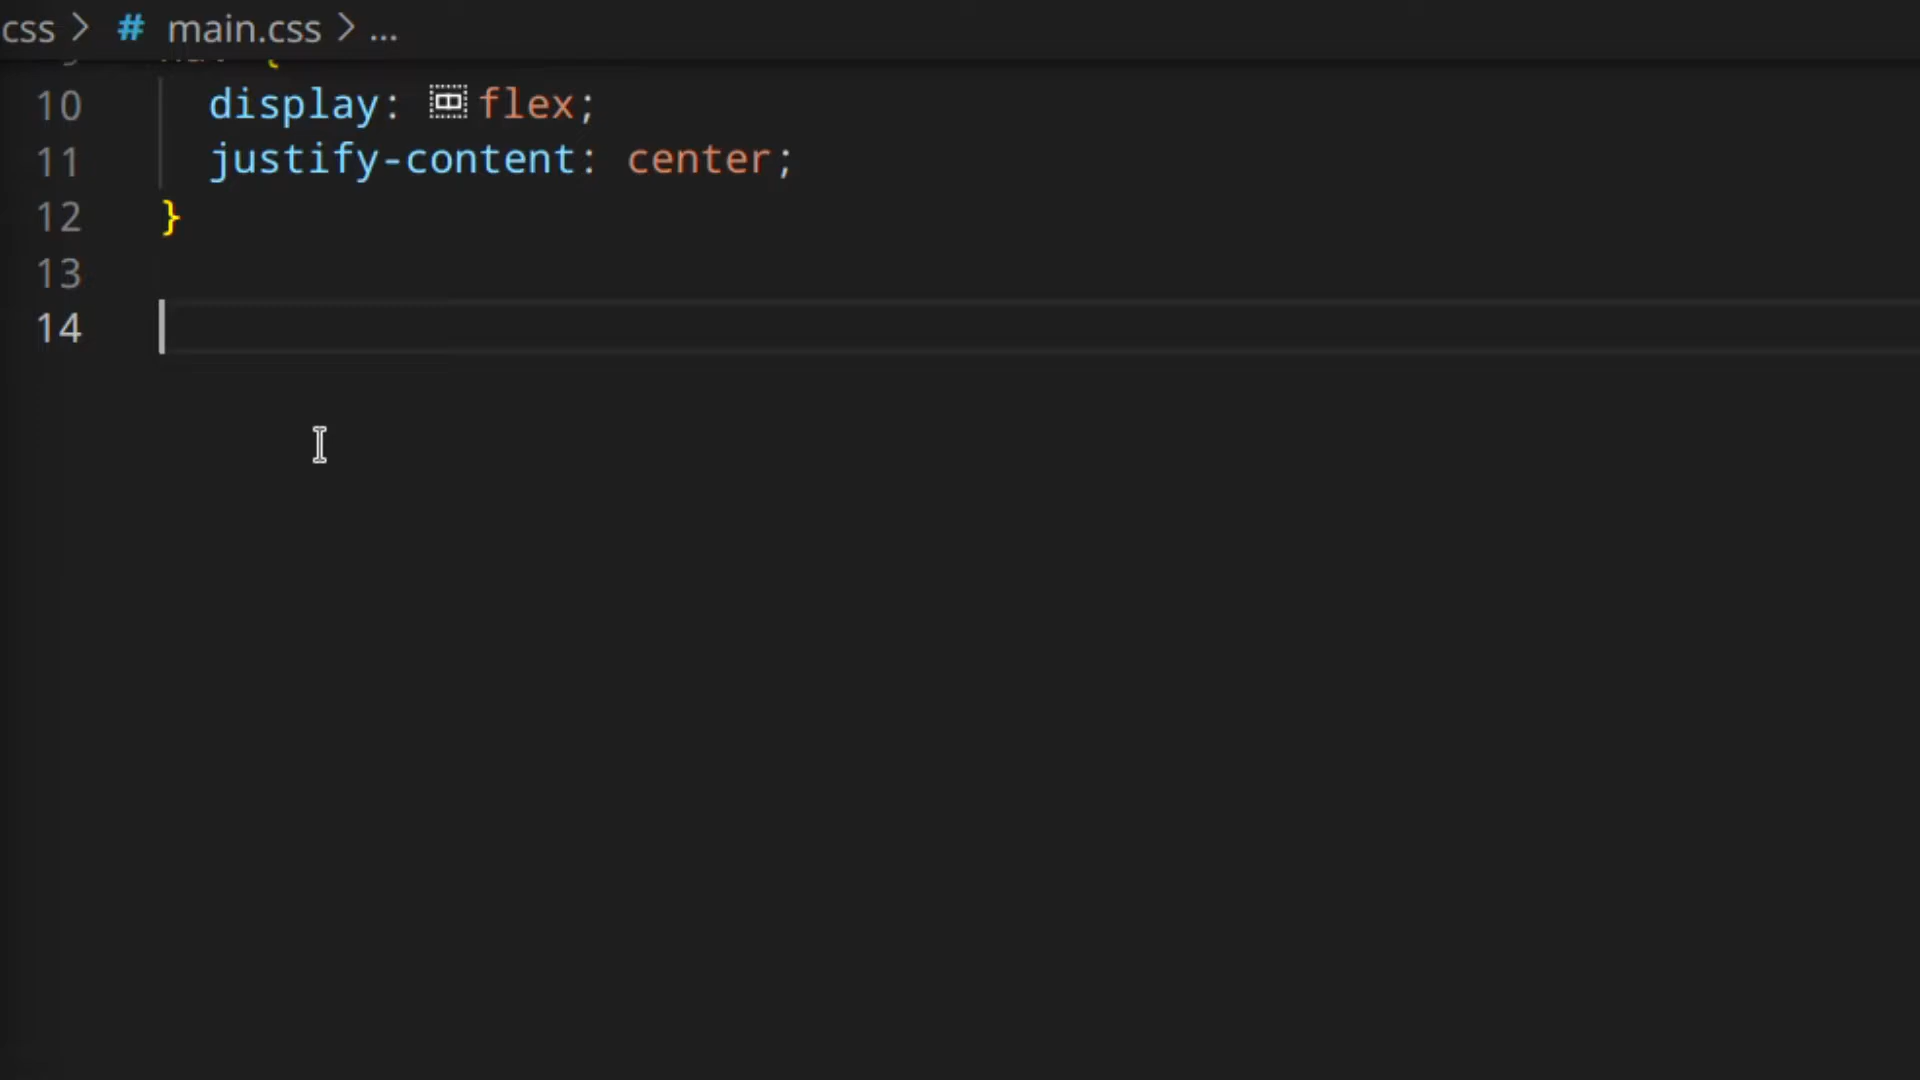 css > # main.css > ...
10 display: flex;
11 justify-content: center;
12 }
13
14